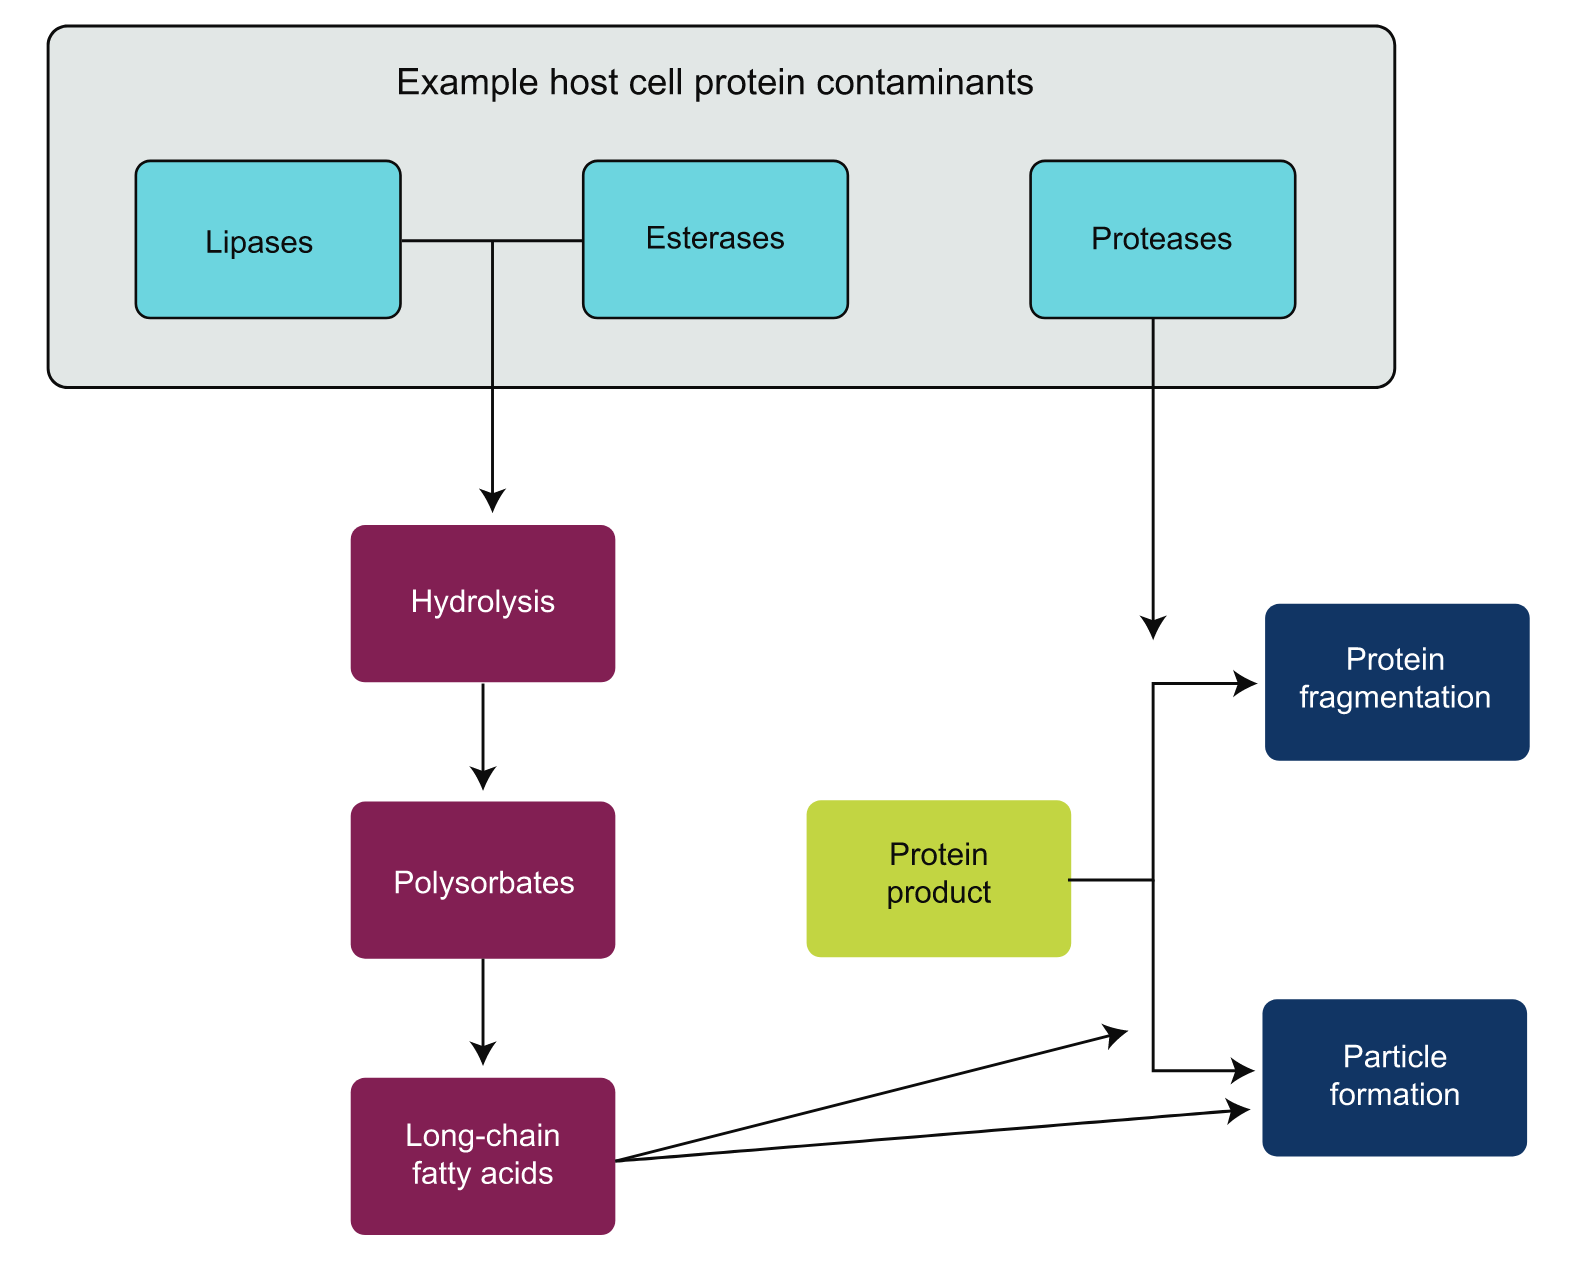 Example host cell protein contaminants
Lipases
Esterases
Proteases
Hydrolysis
Protein
fragmentation
Polysorbates
Protein
product
Particle
formation
Long-chain
fatty acids